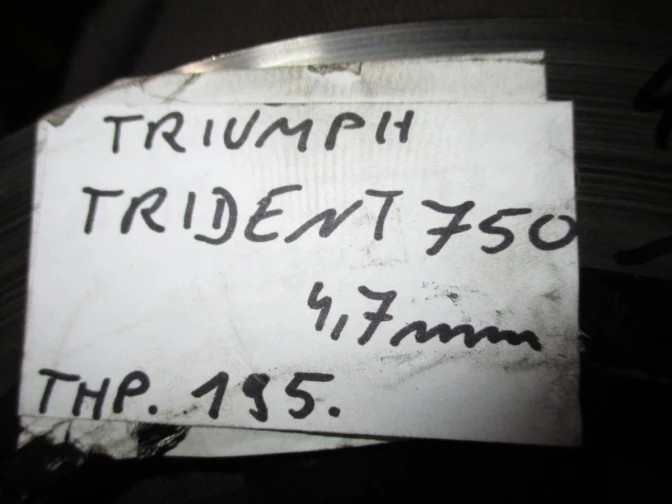 TRIUMPH
TRIDENT 750
4,7mm
THP. 195.